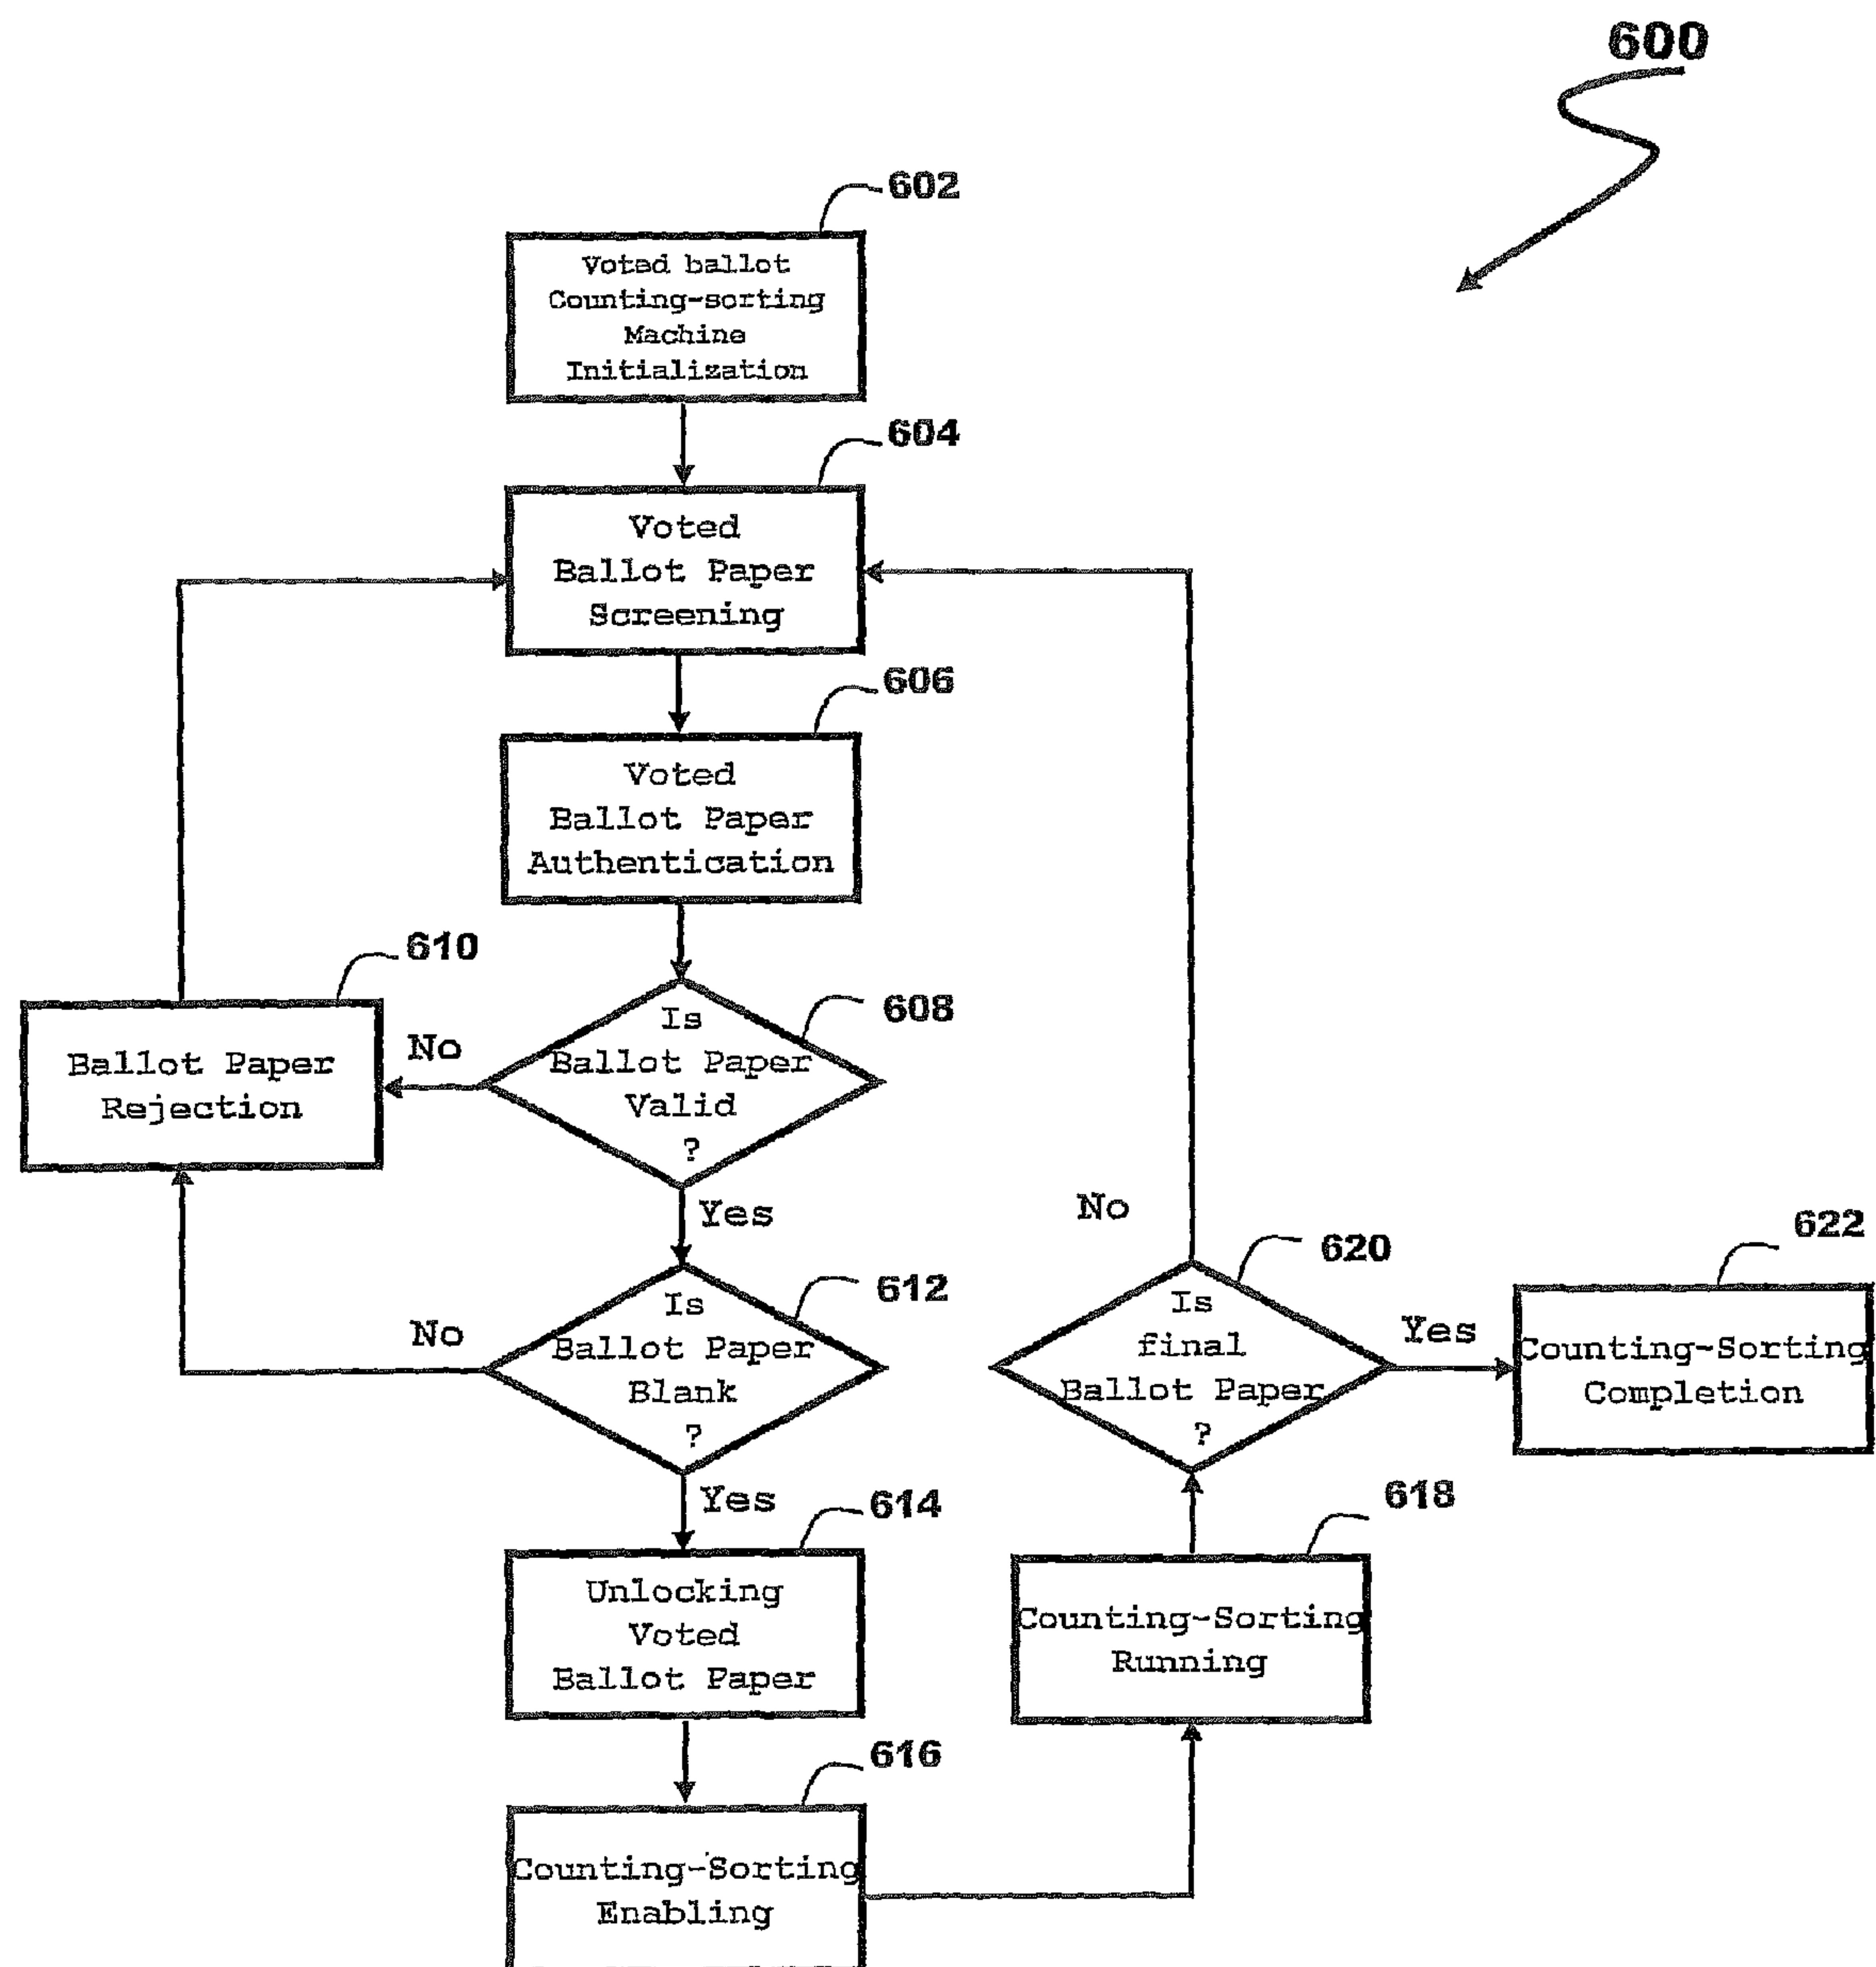 600
602
Voted ballot
Counting-sorting
Machine
Initialization
604
Voted
Ballot Paper
Screening
606
Voted
Ballot Paper
Authentication
610
Ballot Paper
Rejection
No
608
Is
Ballot Paper
Valid
?
Yes
612
Is
Ballot Paper
Blank
?
No
Yes
614
Unlocking
Voted
Ballot Paper
616
Counting-Sorting
Enabling
618
Counting-Sorting
Running
620
Is
final
Ballot Paper
?
No
Yes
622
Counting-Sorting
Completion